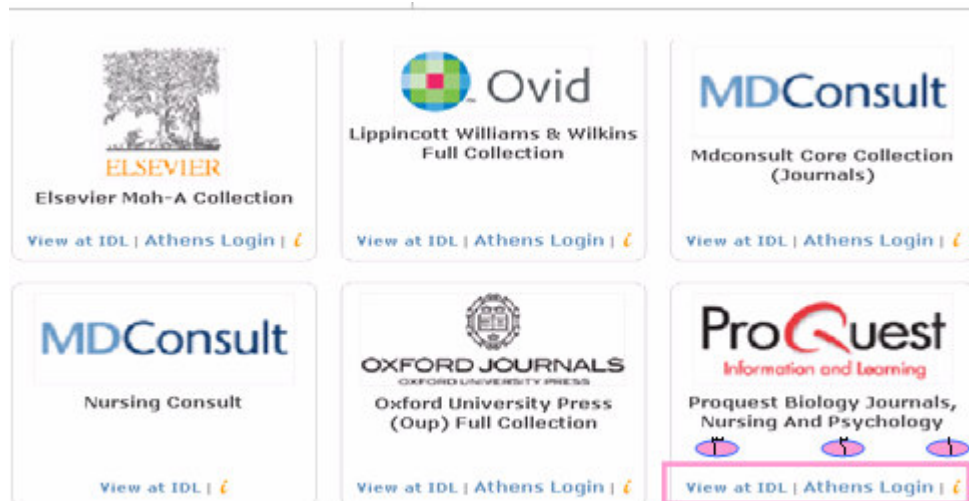 ELSEVIER
Elsevier Moh-A Collection
View at IDL | Athens Login | i
Ovid
Lippincott Williams & Wilkins
Full Collection
View at IDL | Athens Login | i
MDConsult
Mdconsult Core Collection
(Journals)
View at IDL | Athens Login | i
MDConsult
Nursing Consult
View at IDL | i
OXFORD JOURNALS
OXFORD UNIVERSITY PRESS
Oxford University Press
(Oup) Full Collection
View at IDL | Athens Login | i
ProQuest
Information and Learning
Proquest Biology Journals,
Nursing And Psychology
View at IDL | Athens Login | i